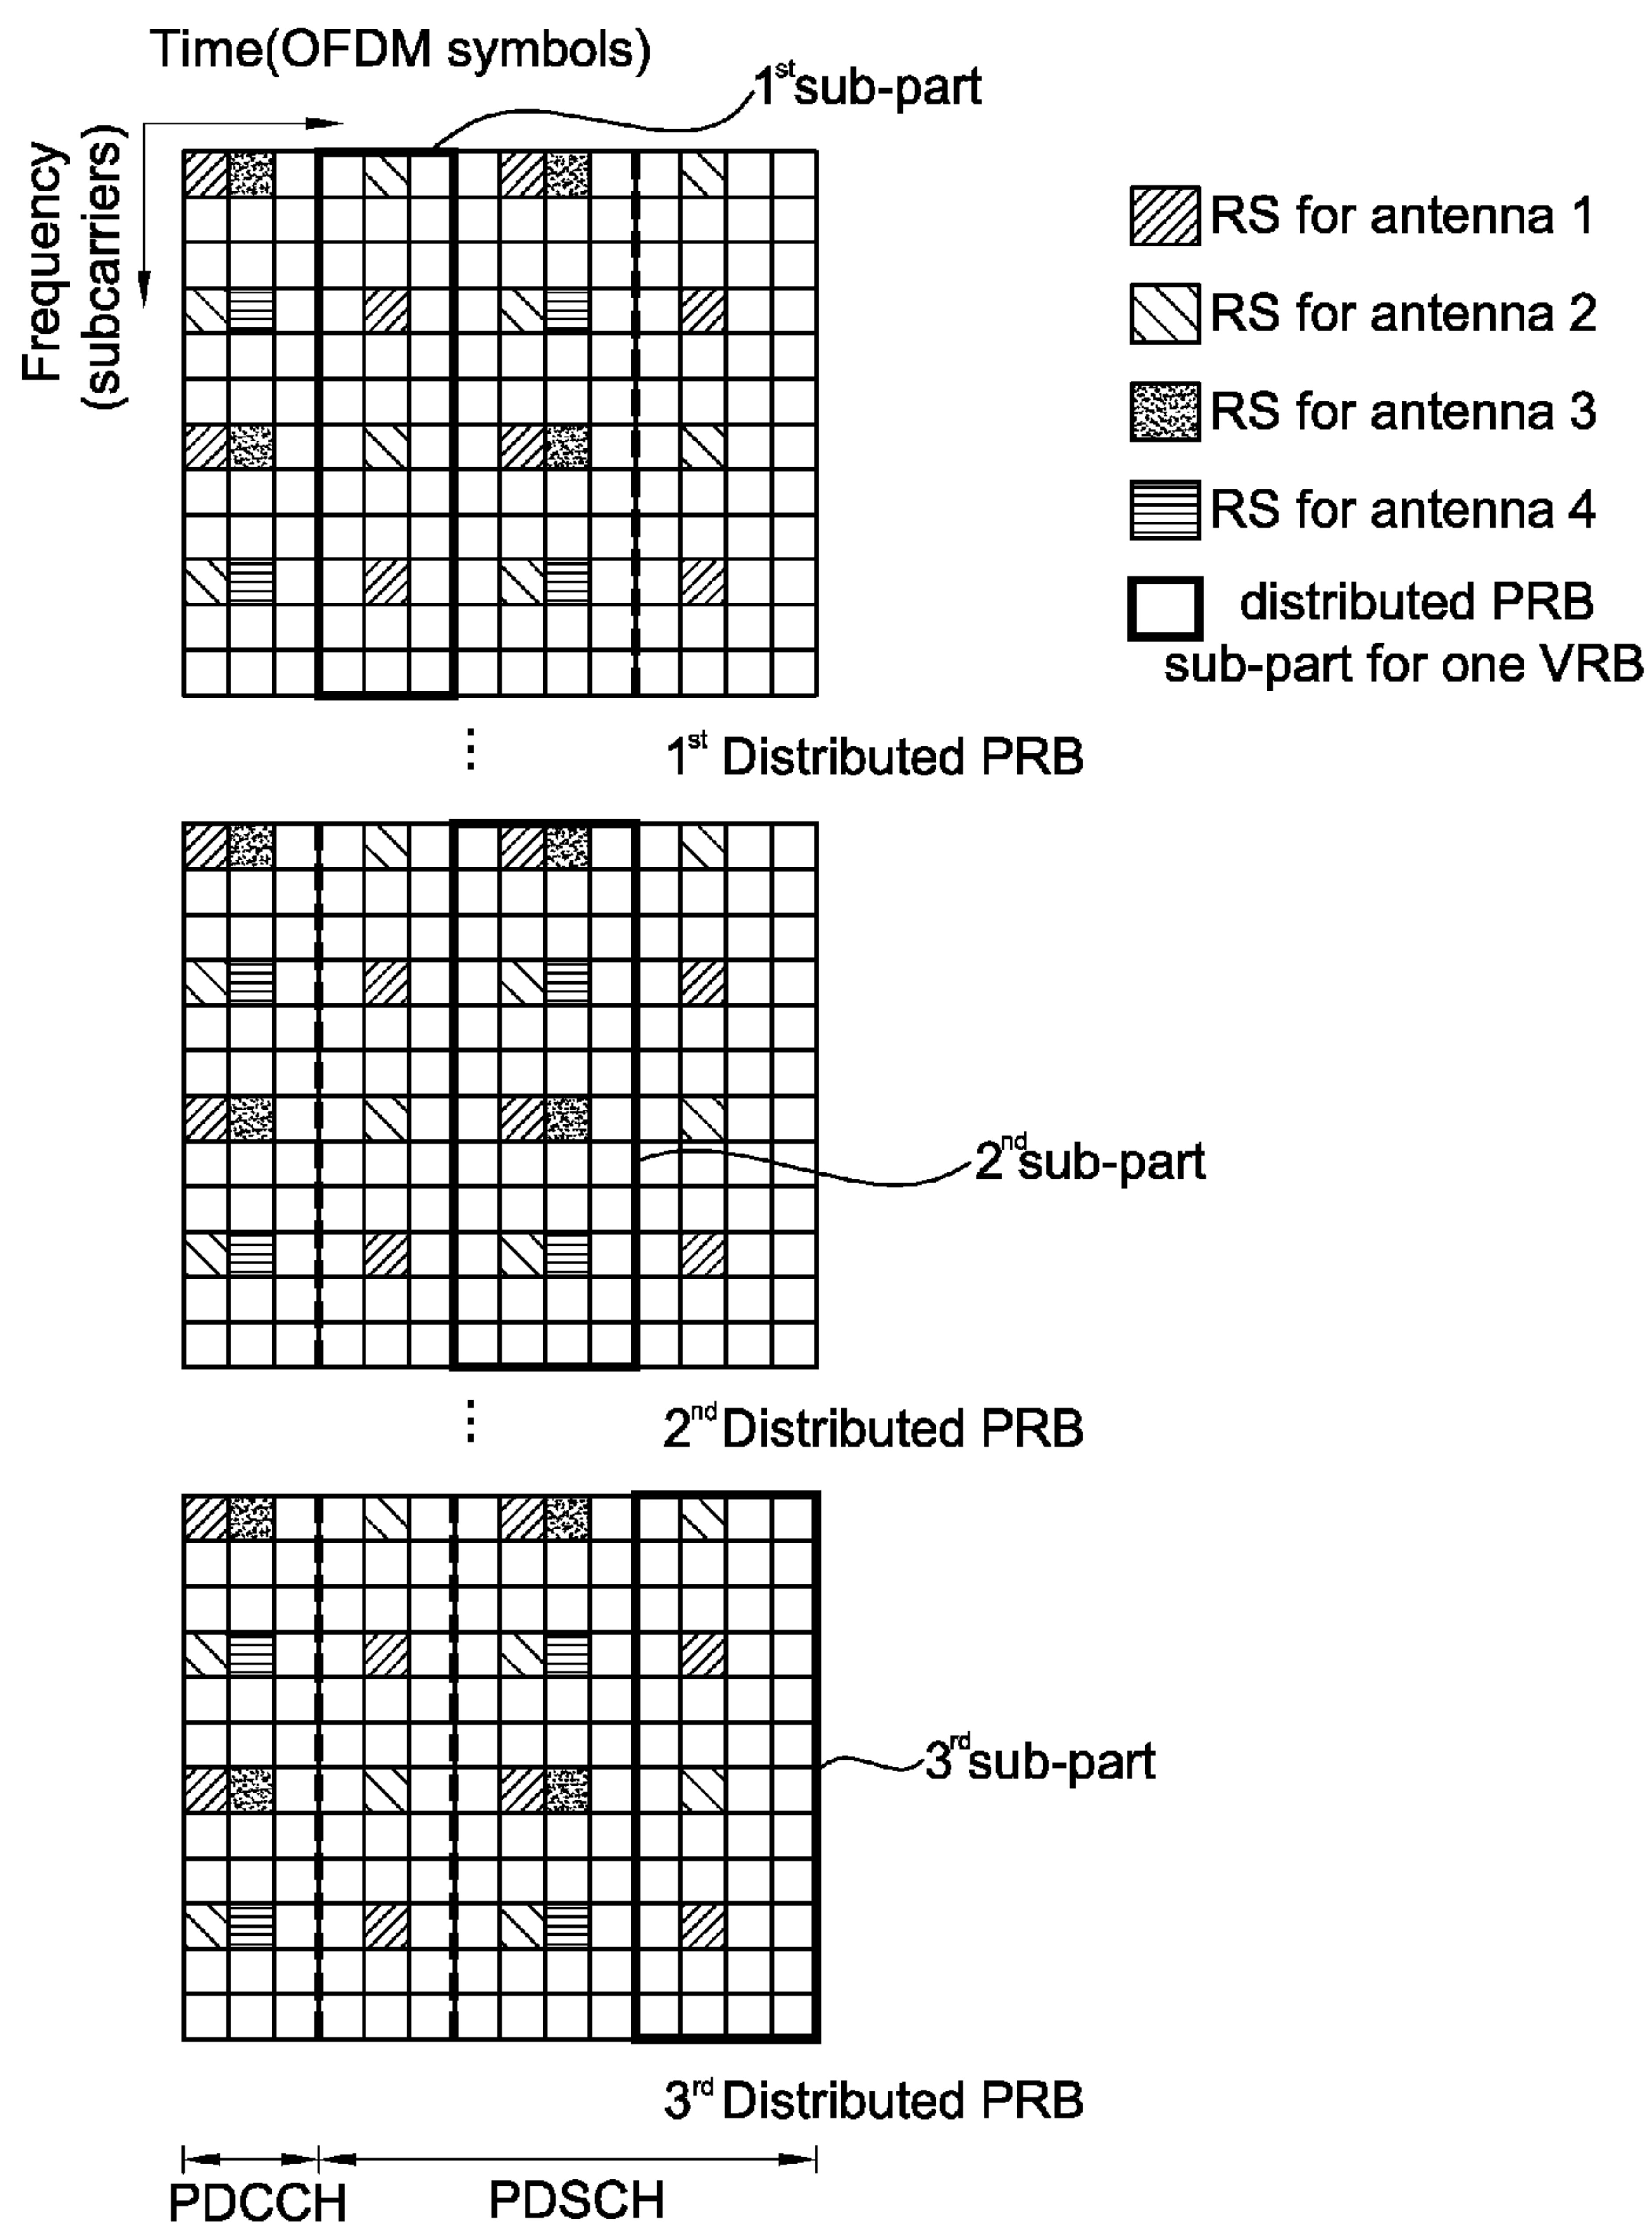 Time(OFDM symbols)
1st sub-part
Frequency
(subcarriers)
RS for antenna 1
RS for antenna 2
RS for antenna 3
RS for antenna 4
distributed PRB
sub-part for one VRB
1st Distributed PRB
2nd sub-part
2nd Distributed PRB
3rd sub-part
3rd Distributed PRB
PDCCH
PDSCH